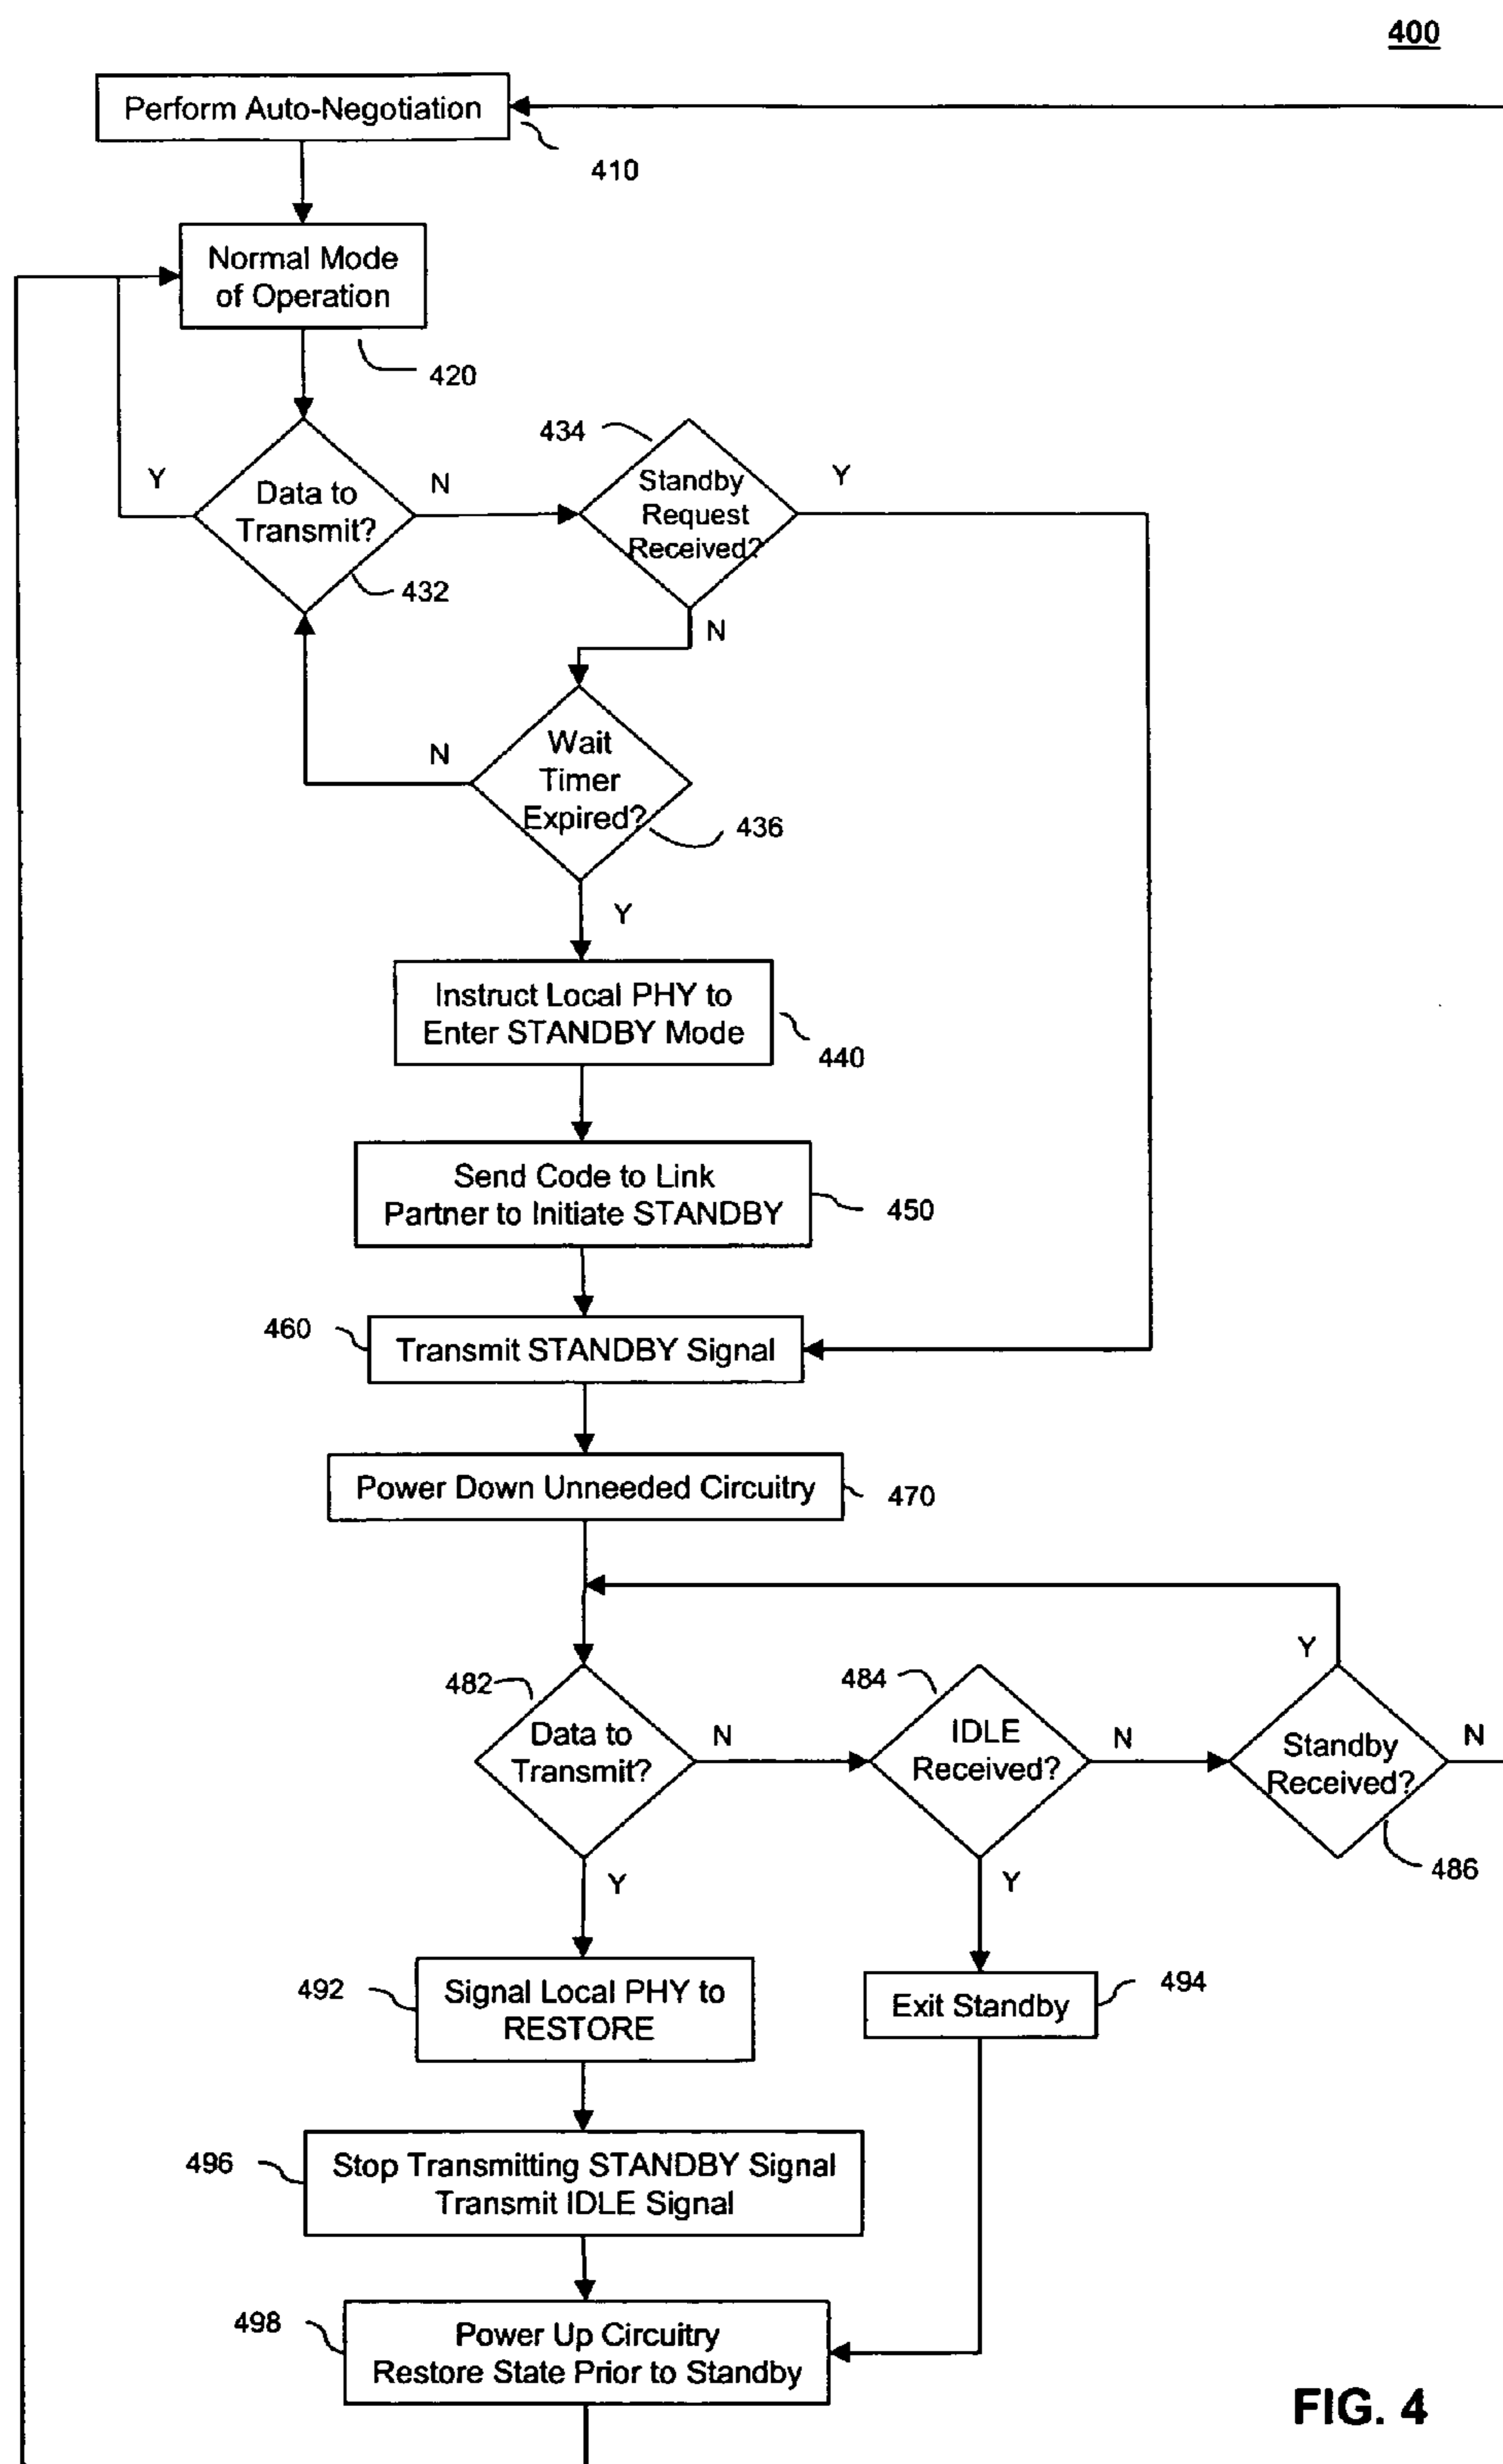 400
Perform Auto-Negotiation
410
Normal Mode
of Operation
420
434
Y
Data to
Transmit?
N
Standby
Request
Received?
Y
432
N
N
Wait
Timer
Expired?
436
Y
Instruct Local PHY to
Enter STANDBY Mode
440
Send Code to Link
Partner to Initiate STANDBY
450
460
Transmit STANDBY Signal
Power Down Unneeded Circuitry
470
Y
482
484
Data to
Transmit?
N
IDLE
Received?
N
Standby
Received?
N
486
Y
Y
492
Signal Local PHY to
RESTORE
Exit Standby
494
496
Stop Transmitting STANDBY Signal
Transmit IDLE Signal
498
Power Up Circuitry
Restore State Prior to Standby
FIG. 4